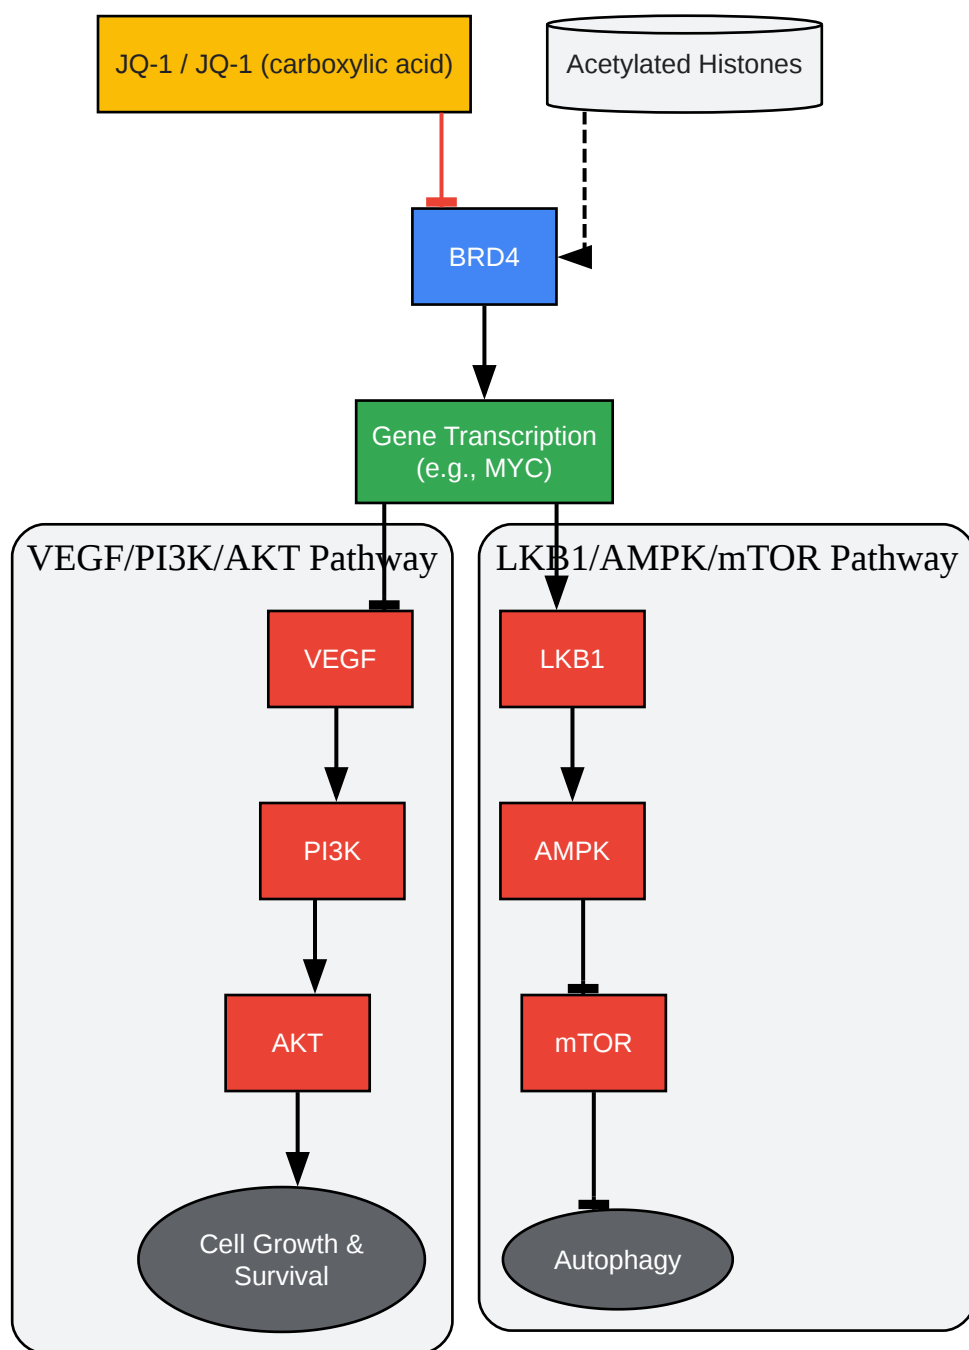 JQ-1 / JQ-1 (carboxylic acid)
Acetylated Histones
BRD4
Gene Transcription
(e.g., MYC)
VEGF/PI3K/AKT Pathway
LKB1/AMPK/mTOR Pathway
VEGF
LKB1
PI3K
AMPK
AKT
mTOR
Cell Growth &
Survival
Autophagy